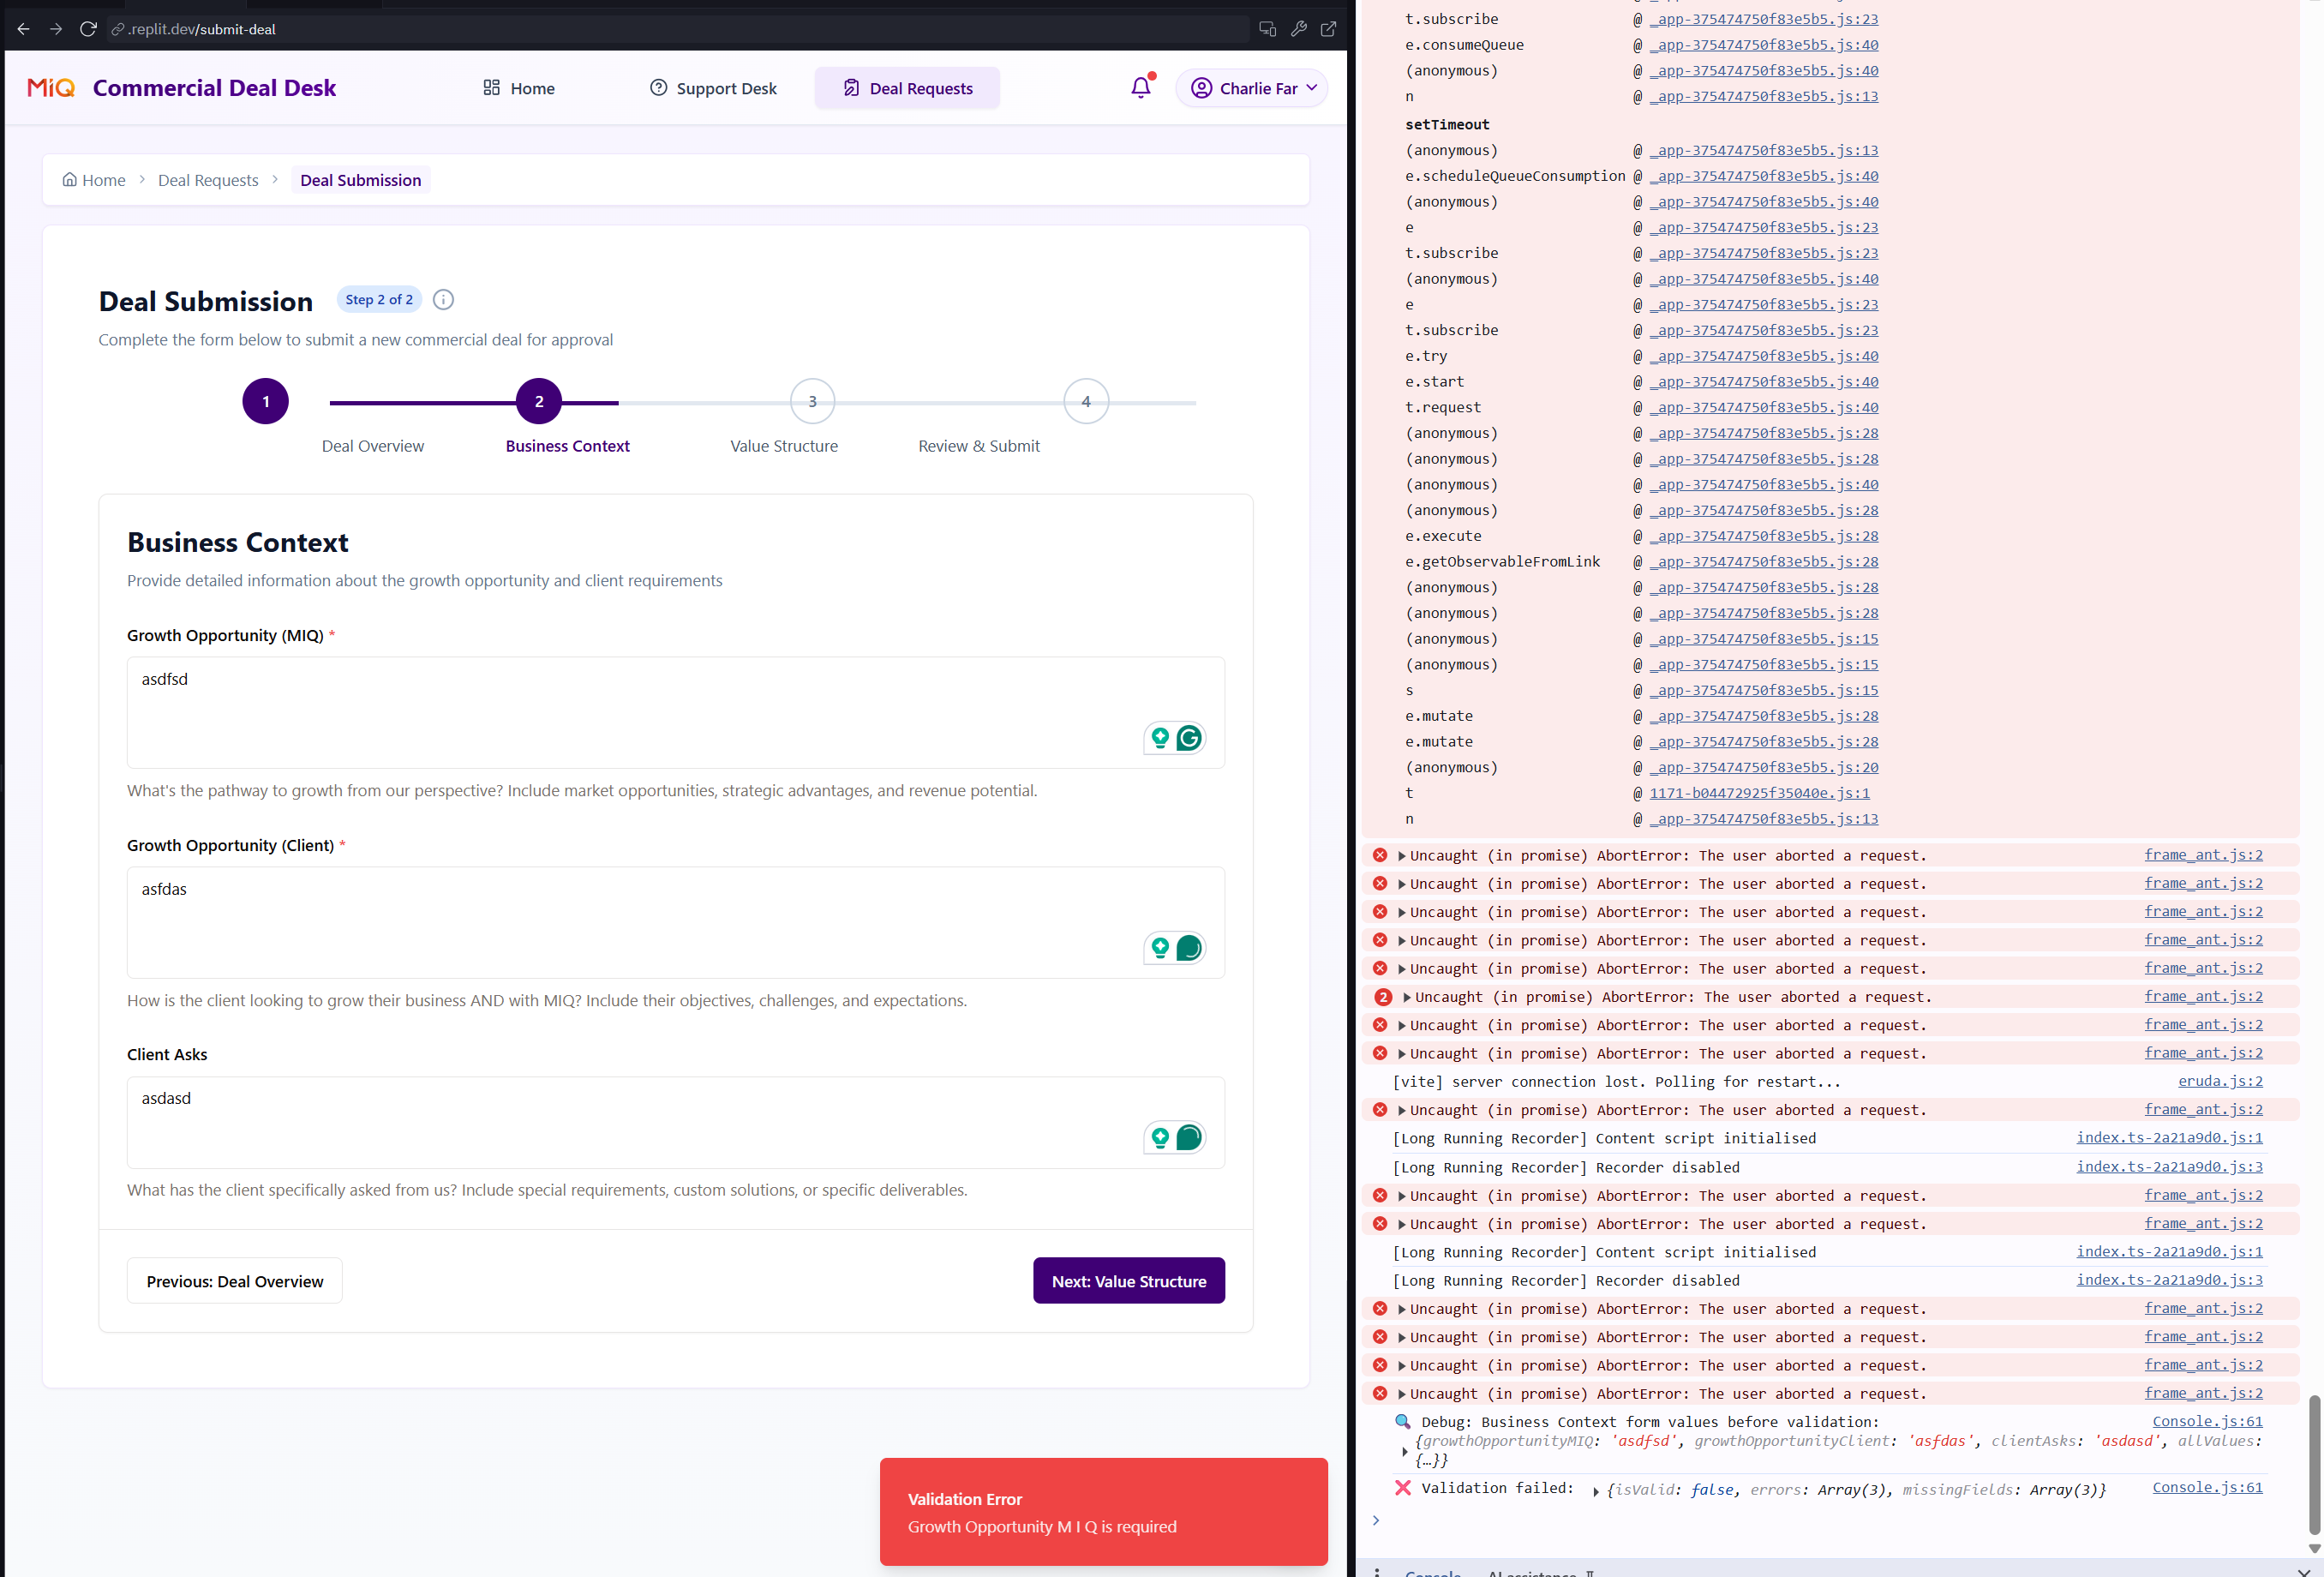 .replit.dev/submit-deal
MiQ Commercial Deal Desk
Home
Support Desk
Deal Requests
Charlie Far
Home > Deal Requests > Deal Submission
Deal Submission Step 2 of 2
Complete the form below to submit a new commercial deal for approval
1 2 3 4
Deal Overview Business Context Value Structure Review & Submit
Business Context
Provide detailed information about the growth opportunity and client requirements
Growth Opportunity (MIQ) *
asdfsd
What's the pathway to growth from our perspective? Include market opportunities, strategic advantages, and revenue potential.
Growth Opportunity (Client) *
asfdas
How is the client looking to grow their business AND with MIQ? Include their objectives, challenges, and expectations.
Client Asks
asdasd
What has the client specifically asked from us? Include special requirements, custom solutions, or specific deliverables.
Previous: Deal Overview
Next: Value Structure
Validation Error
Growth Opportunity M I Q is required
t.subscribe @ _app-375474750f83e5b5.js:23
e.consumeQueue @ _app-375474750f83e5b5.js:40
(anonymous) @ _app-375474750f83e5b5.js:40
n @ _app-375474750f83e5b5.js:13
setTimeout
(anonymous) @ _app-375474750f83e5b5.js:13
e.scheduleQueueConsumption @ _app-375474750f83e5b5.js:40
(anonymous) @ _app-375474750f83e5b5.js:40
e @ _app-375474750f83e5b5.js:23
t.subscribe @ _app-375474750f83e5b5.js:23
(anonymous) @ _app-375474750f83e5b5.js:40
e @ _app-375474750f83e5b5.js:23
t.subscribe @ _app-375474750f83e5b5.js:23
e.try @ _app-375474750f83e5b5.js:40
e.start @ _app-375474750f83e5b5.js:40
t.request @ _app-375474750f83e5b5.js:40
(anonymous) @ _app-375474750f83e5b5.js:28
(anonymous) @ _app-375474750f83e5b5.js:28
(anonymous) @ _app-375474750f83e5b5.js:40
(anonymous) @ _app-375474750f83e5b5.js:28
e.execute @ _app-375474750f83e5b5.js:28
e.getObservableFromLink @ _app-375474750f83e5b5.js:28
(anonymous) @ _app-375474750f83e5b5.js:28
(anonymous) @ _app-375474750f83e5b5.js:28
(anonymous) @ _app-375474750f83e5b5.js:15
(anonymous) @ _app-375474750f83e5b5.js:15
s @ _app-375474750f83e5b5.js:15
e.mutate @ _app-375474750f83e5b5.js:28
e.mutate @ _app-375474750f83e5b5.js:28
(anonymous) @ _app-375474750f83e5b5.js:20
t @ 1171-b04472925f35040e.js:1
n @ _app-375474750f83e5b5.js:13
Uncaught (in promise) AbortError: The user aborted a request. frame_ant.js:2
Uncaught (in promise) AbortError: The user aborted a request. frame_ant.js:2
Uncaught (in promise) AbortError: The user aborted a request. frame_ant.js:2
Uncaught (in promise) AbortError: The user aborted a request. frame_ant.js:2
Uncaught (in promise) AbortError: The user aborted a request. frame_ant.js:2
2 Uncaught (in promise) AbortError: The user aborted a request. frame_ant.js:2
Uncaught (in promise) AbortError: The user aborted a request. frame_ant.js:2
Uncaught (in promise) AbortError: The user aborted a request. frame_ant.js:2
[vite] server connection lost. Polling for restart... eruda.js:2
Uncaught (in promise) AbortError: The user aborted a request. frame_ant.js:2
[Long Running Recorder] Content script initialised index.ts-2a21a9d0.js:1
[Long Running Recorder] Recorder disabled index.ts-2a21a9d0.js:3
Uncaught (in promise) AbortError: The user aborted a request. frame_ant.js:2
Uncaught (in promise) AbortError: The user aborted a request. frame_ant.js:2
[Long Running Recorder] Content script initialised index.ts-2a21a9d0.js:1
[Long Running Recorder] Recorder disabled index.ts-2a21a9d0.js:3
Uncaught (in promise) AbortError: The user aborted a request. frame_ant.js:2
Uncaught (in promise) AbortError: The user aborted a request. frame_ant.js:2
Uncaught (in promise) AbortError: The user aborted a request. frame_ant.js:2
Uncaught (in promise) AbortError: The user aborted a request. frame_ant.js:2
🔍 Debug: Business Context form values before validation: Console.js:61
{growthOpportunityMIQ: 'asdfsd', growthOpportunityClient: 'asfdas', clientAsks: 'asdasd', allValues:
{…}}
❌ Validation failed: {isValid: false, errors: Array(3), missingFields: Array(3)} Console.js:61
Console AI assistance